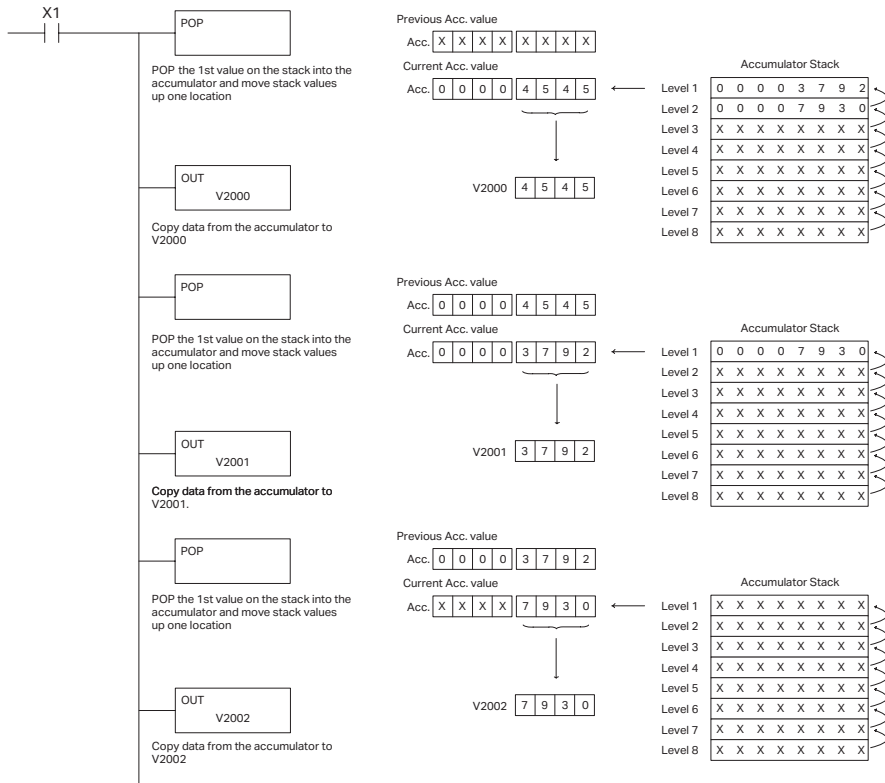 X1
POP
POP the 1st value on the stack into the
accumulator and move stack values
up one location
Previous Acc. value
Acc. X X X X X X X X
Current Acc. value
Acc. 0 0 0 0 4 5 4 5
V2000 4 5 4 5
Accumulator Stack
Level 1 0 0 0 0 3 7 9 2
Level 2 0 0 0 0 7 9 3 0
Level 3 X X X X X X X X
Level 4 X X X X X X X X
Level 5 X X X X X X X X
Level 6 X X X X X X X X
Level 7 X X X X X X X X
Level 8 X X X X X X X X
OUT
V2000
Copy data from the accumulator to
V2000
POP
POP the 1st value on the stack into the
accumulator and move stack values
up one location
Previous Acc. value
Acc. 0 0 0 0 4 5 4 5
Current Acc. value
Acc. 0 0 0 0 3 7 9 2
V2001 3 7 9 2
Accumulator Stack
Level 1 0 0 0 0 7 9 3 0
Level 2 X X X X X X X X
Level 3 X X X X X X X X
Level 4 X X X X X X X X
Level 5 X X X X X X X X
Level 6 X X X X X X X X
Level 7 X X X X X X X X
Level 8 X X X X X X X X
OUT
V2001
Copy data from the accumulator to
V2001.
POP
POP the 1st value on the stack into the
accumulator and move stack values
up one location
Previous Acc. value
Acc. 0 0 0 0 3 7 9 2
Current Acc. value
Acc. X X X X 7 9 3 0
V2002 7 9 3 0
Accumulator Stack
Level 1 X X X X X X X X
Level 2 X X X X X X X X
Level 3 X X X X X X X X
Level 4 X X X X X X X X
Level 5 X X X X X X X X
Level 6 X X X X X X X X
Level 7 X X X X X X X X
Level 8 X X X X X X X X
OUT
V2002
Copy data from the accumulator to
V2002